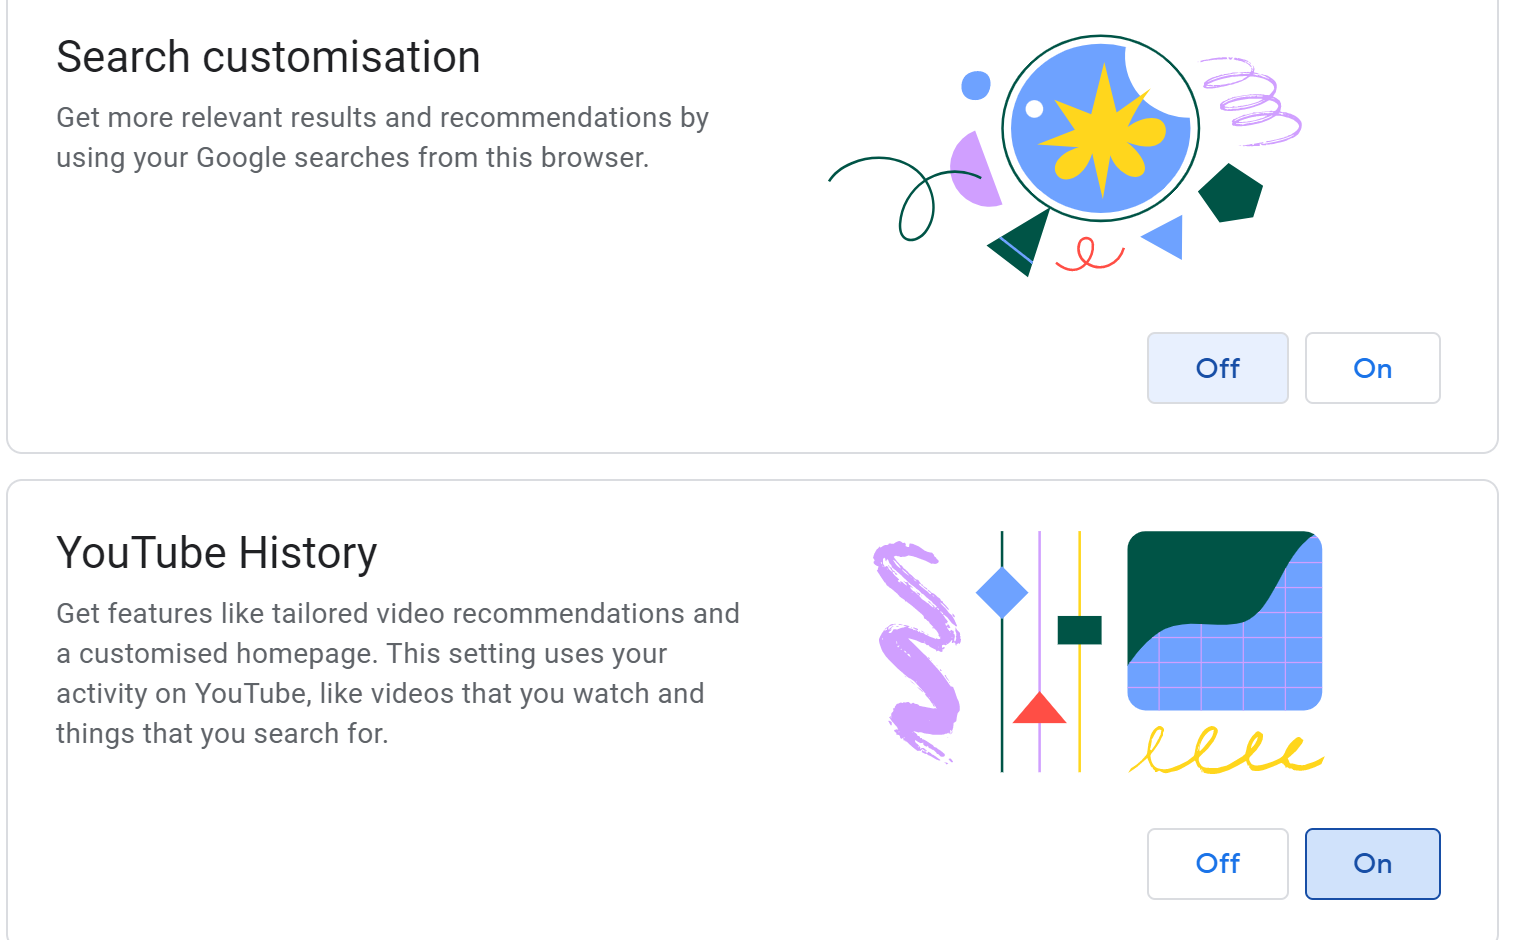 Search customisation
Get more relevant results and recommendations by
using your Google searches from this browser.
Off On
YouTube History
Get features like tailored video recommendations and
a customised homepage. This setting uses your
activity on YouTube, like videos that you watch and
things that you search for.
Off On